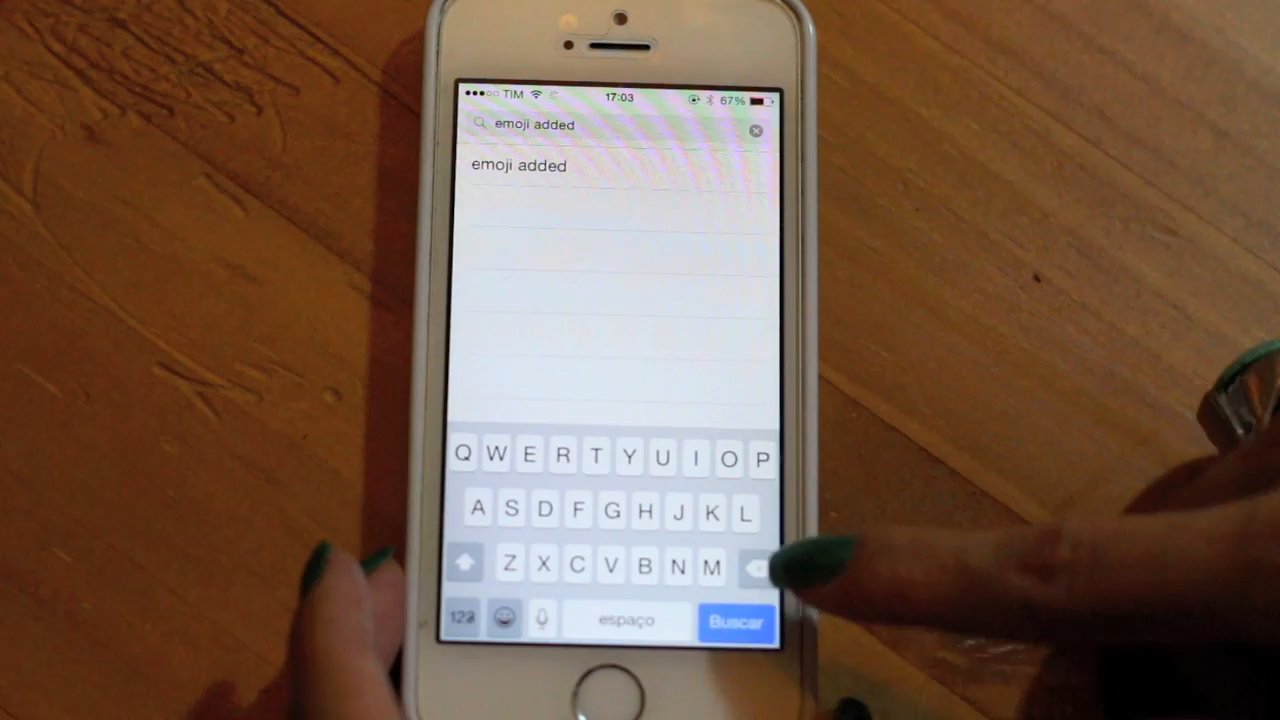 TIM 17:03 67%
emoji added
emoji added
Q W E R T Y U I O P
A S D F G H J K L
Z X C V B N M
123 espaço Buscar